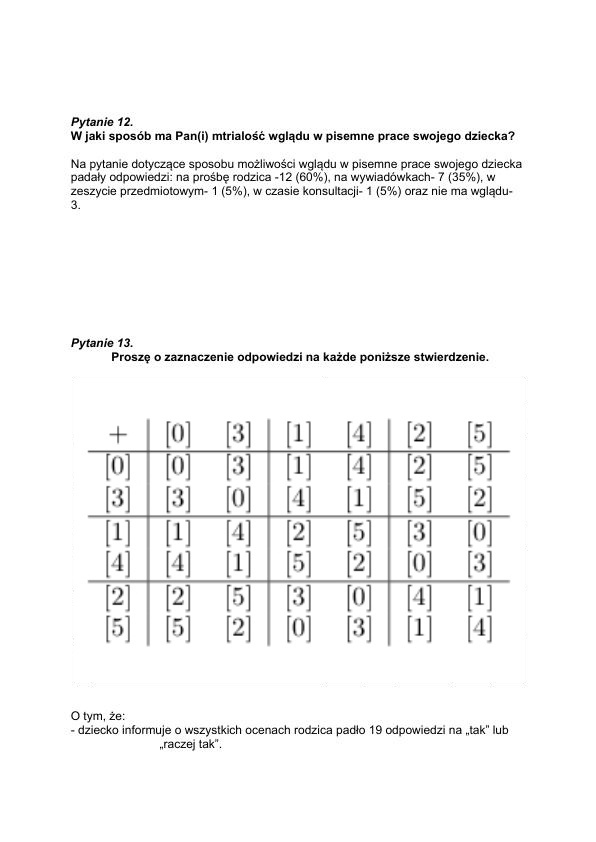 Pytanie 12.
W jaki sposób ma Pan(i) mtrialość wglądu w pisemne prace swojego dziecka?
Na pytanie dotyczące sposobu możliwości wglądu w pisemne prace swojego dziecka
padały odpowiedzi: na prośbę rodzica -12 (60%), na wywiadówkach- 7 (35%), w
zeszycie przedmiotowym- 1 (5%), w czasie konsultacji- 1 (5%) oraz nie ma wglądu-
3.
Pytanie 13.
Proszę o zaznaczenie odpowiedzi na każde poniższe stwierdzenie.
+ [0] [3] [1] [4] [2] [5]
[0] [0] [3] [1] [4] [2] [5]
[3] [3] [0] [4] [1] [5] [2]
[1] [1] [4] [2] [5] [3] [0]
[4] [4] [1] [5] [2] [0] [3]
[2] [2] [5] [3] [0] [4] [1]
[5] [5] [2] [0] [3] [1] [4]
O tym, że:
- dziecko informuje o wszystkich ocenach rodzica padło 19 odpowiedzi na „tak” lub
„raczej tak”.